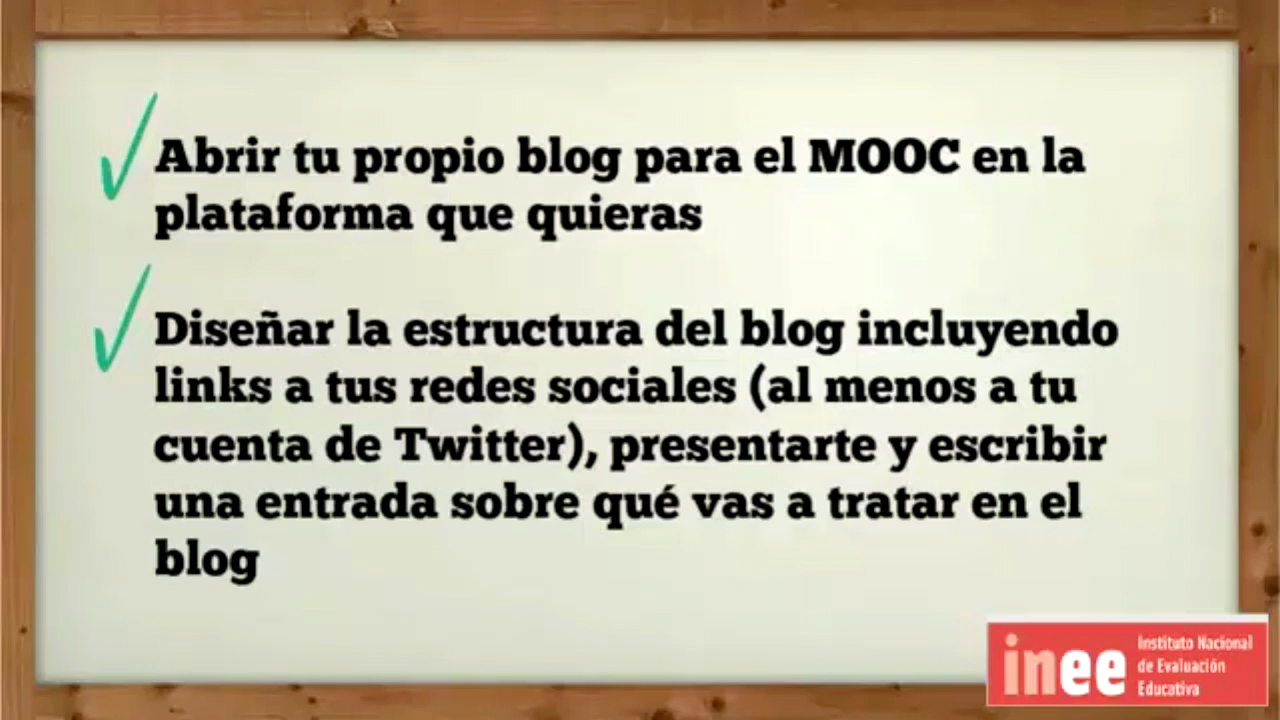 Abrir tu propio blog para el MOOC en la
plataforma que quieras
Diseñar la estructura del blog incluyendo
links a tus redes sociales (al menos a tu
cuenta de Twitter), presentarte y escribir
una entrada sobre qué vas a tratar en el
blog
inee
Instituto Nacional
de Evaluación
Educativa